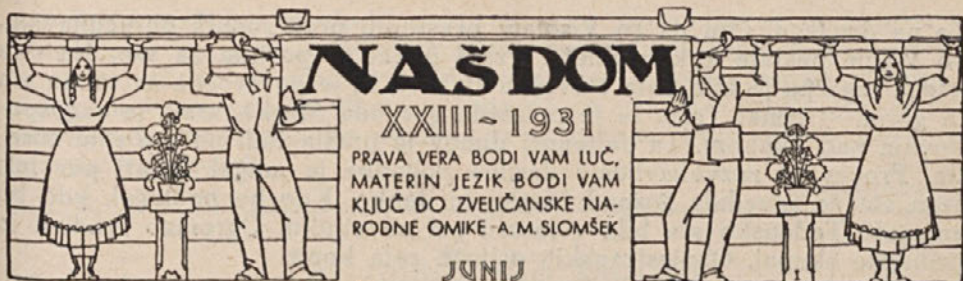 NAŠ DOM
XXIII ~ 1931
PRAVA VERA BODI VAM LUČ,
MATERIN JEZIK BODI VAM
KLJUČ DO ZVELIČANSKE NA-
RODNE OMIKE - A. M. SLOMŠEK
JUNIJ